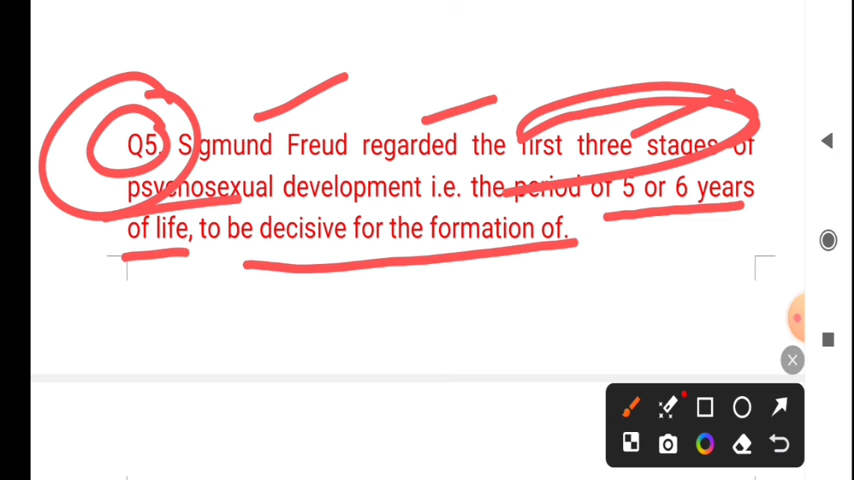 Q5. Sigmund Freud regarded the first three stages of
psychosexual development i.e. the period of 5 or 6 years
of life, to be decisive for the formation of.